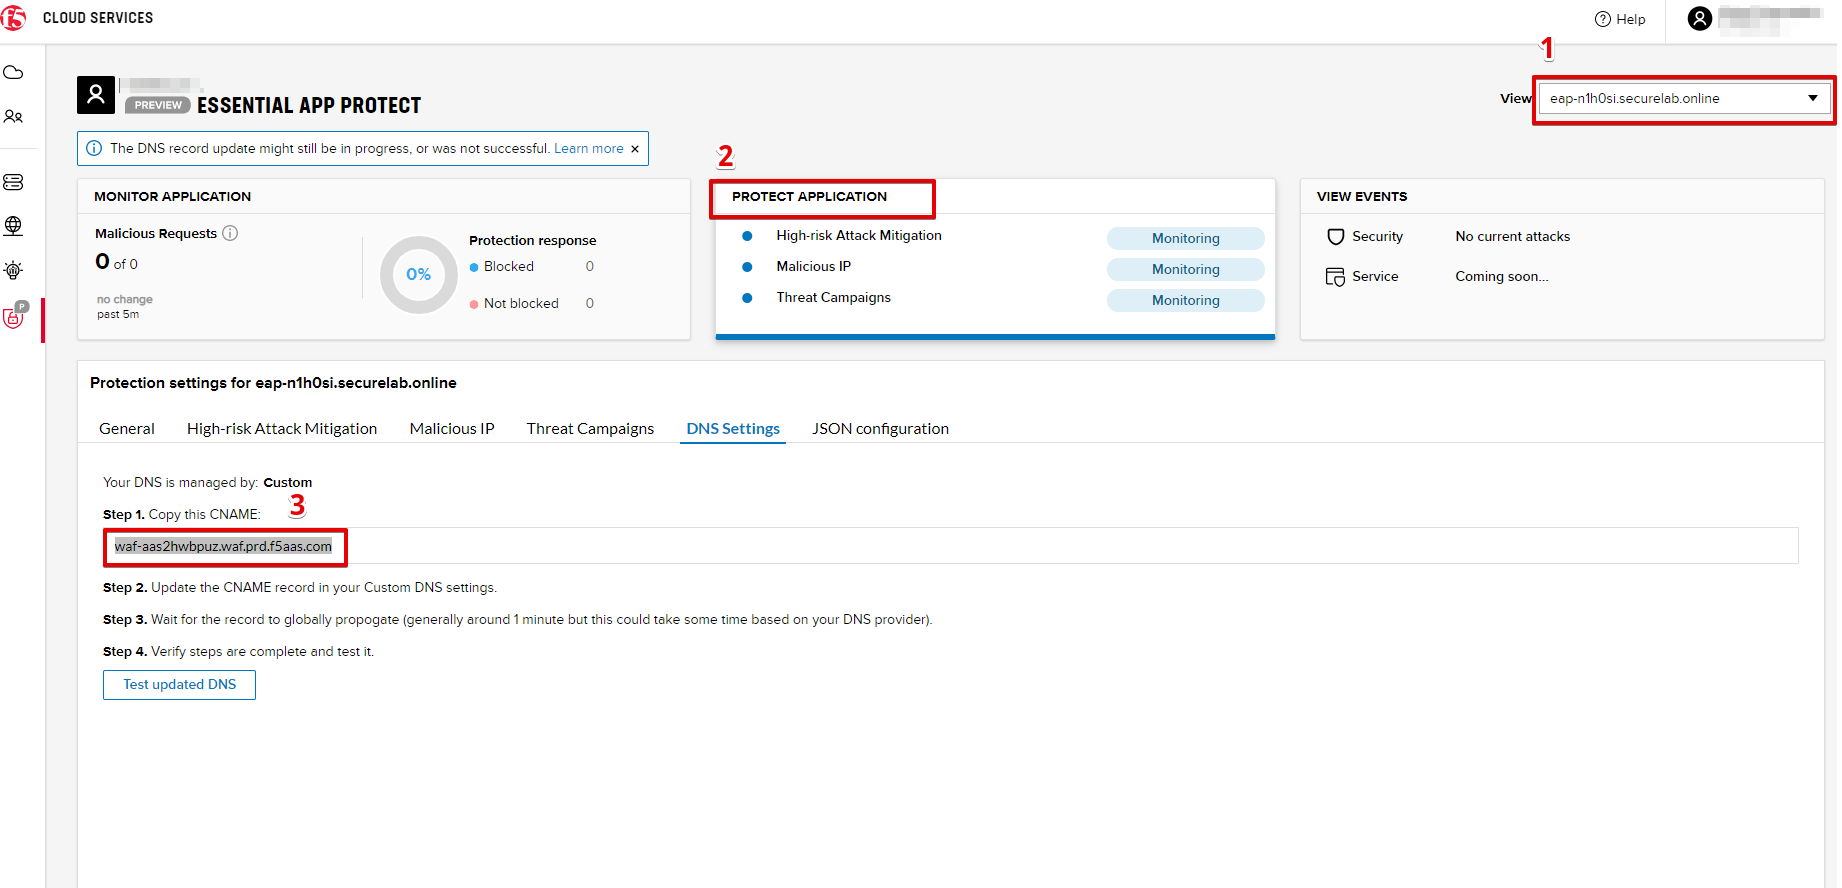 f5 CLOUD SERVICES
Help
1
PREVIEW ESSENTIAL APP PROTECT
View eap-n1h0si.securelab.online
The DNS record update might still be in progress, or was not successful. Learn more ×
2
MONITOR APPLICATION
Malicious Requests
0 of 0
no change
past 5m
0%
Protection response
Blocked 0
Not blocked 0
PROTECT APPLICATION
High-risk Attack Mitigation Monitoring
Malicious IP Monitoring
Threat Campaigns Monitoring
VIEW EVENTS
Security No current attacks
Service Coming soon...
P
Protection settings for eap-n1h0si.securelab.online
General High-risk Attack Mitigation Malicious IP Threat Campaigns DNS Settings JSON configuration
Your DNS is managed by: Custom
Step 1. Copy this CNAME:
3
waf-aas2hwbpuz.waf.prd.f5aas.com
Step 2. Update the CNAME record in your Custom DNS settings.
Step 3. Wait for the record to globally propogate (generally around 1 minute but this could take some time based on your DNS provider).
Step 4. Verify steps are complete and test it.
Test updated DNS